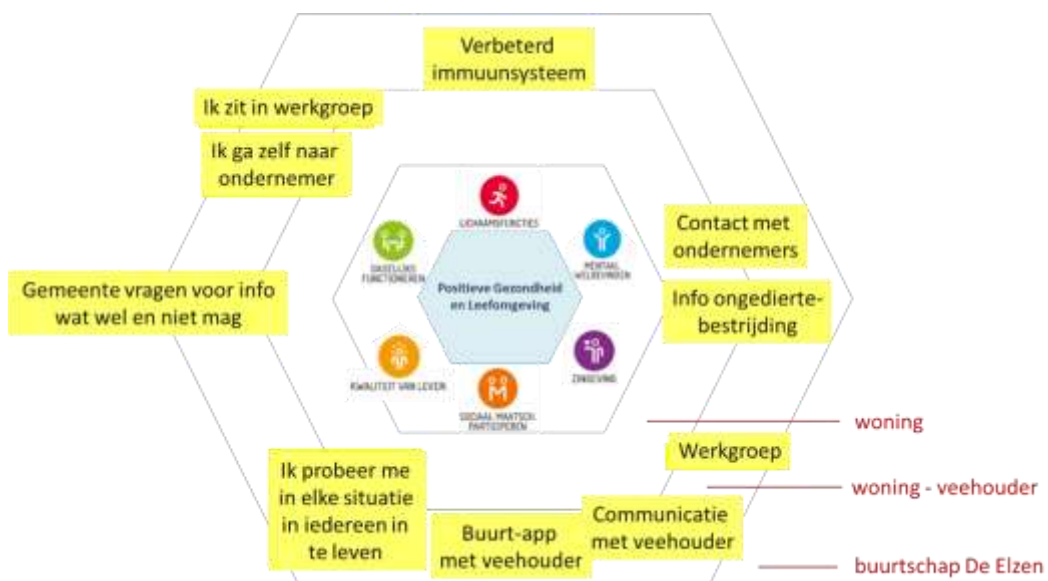 Verbeterd
immuunsysteem
Ik zit in werkgroep
Ik ga zelf naar
ondernemer
LICHAAMSFUNCTIES
DAGELIJKS
FUNCTIONEREN
MENTAAL
WELBEVINDEN
Contact met
ondernemers
Positieve Gezondheid
en Leefomgeving
Gemeente vragen voor info
wat wel en niet mag
Info ongedierte-
bestrijding
KWALITEIT VAN LEVEN
ZINGEVING
SOCIAAL MAATSCH.
PARTICIPEREN
woning
Werkgroep
woning - veehouder
Ik probeer me
in elke situatie
in iedereen in
te leven
Buurt-app
met veehouder
Communicatie
met veehouder
buurtschap De Elzen